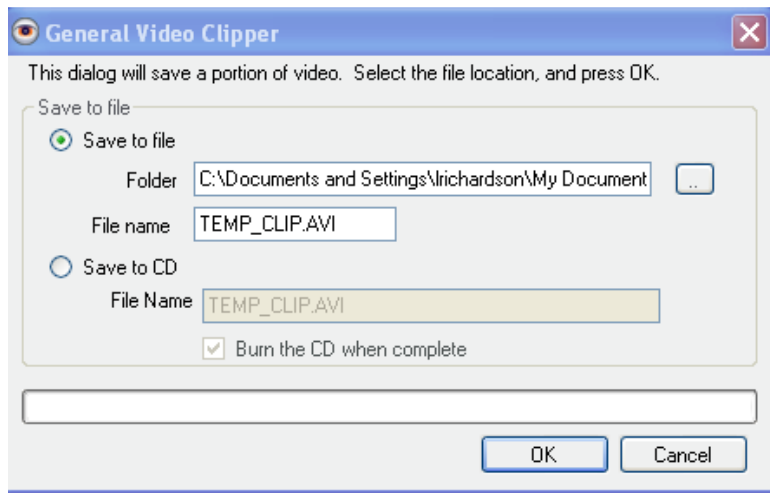 General Video Clipper
This dialog will save a portion of video. Select the file location, and press OK.
Save to file
Save to file
Folder C:\Documents and Settings\lrichardson\My Document ..
File name TEMP_CLIP.AVI
Save to CD
File Name TEMP_CLIP.AVI
Burn the CD when complete
OK Cancel